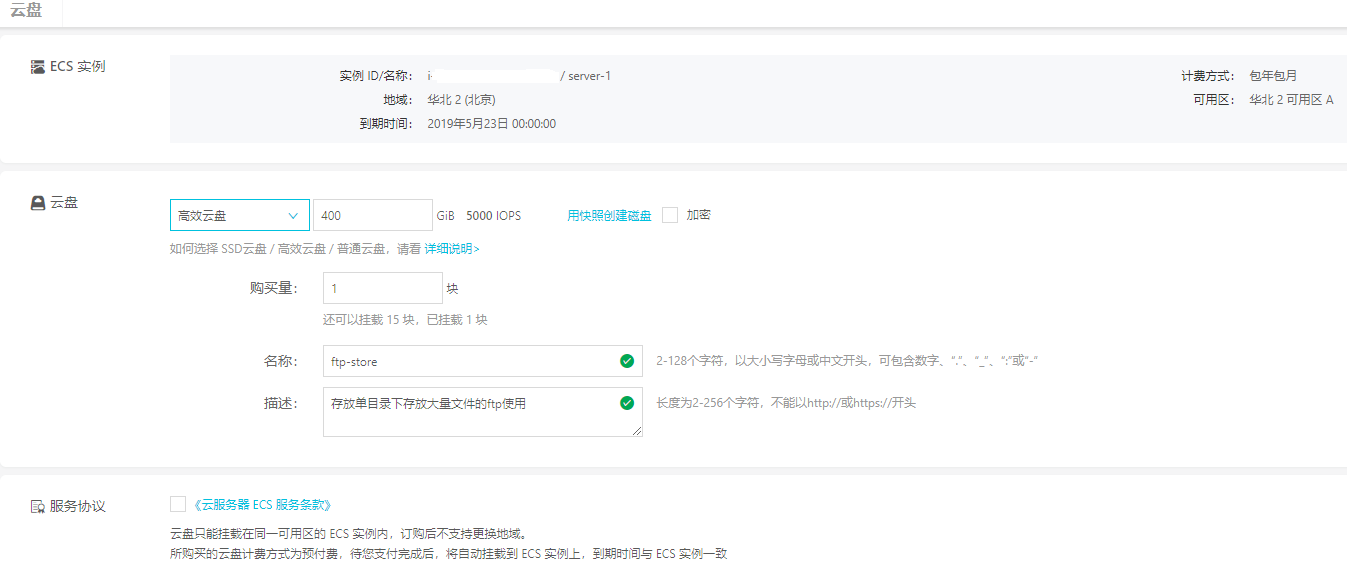 云盘
ECS 实例
实例 ID/名称: i- / server-1
计费方式: 包年包月
地域: 华北 2 (北京)
可用区: 华北 2 可用区 A
到期时间: 2019年5月23日 00:00:00
云盘
高效云盘 400 GiB 5000 IOPS 用快照创建磁盘 加密
如何选择 SSD云盘 / 高效云盘 / 普通云盘，请看 详细说明>
购买量: 1 块
还可以挂载 15 块，已挂载 1 块
名称: ftp-store 2-128个字符，以大小写字母或中文开头，可包含数字、"."、"_"、":"或"-"
描述: 存放单目录下存放大量文件的ftp使用 长度为2-256个字符，不能以http://或https://开头
服务协议
《云服务器 ECS 服务条款》
云盘只能挂载在同一可用区的 ECS 实例内，订购后不支持更换地域。
所购买的云盘计费方式为预付费，待您支付完成后，将自动挂载到 ECS 实例上，到期时间与 ECS 实例一致